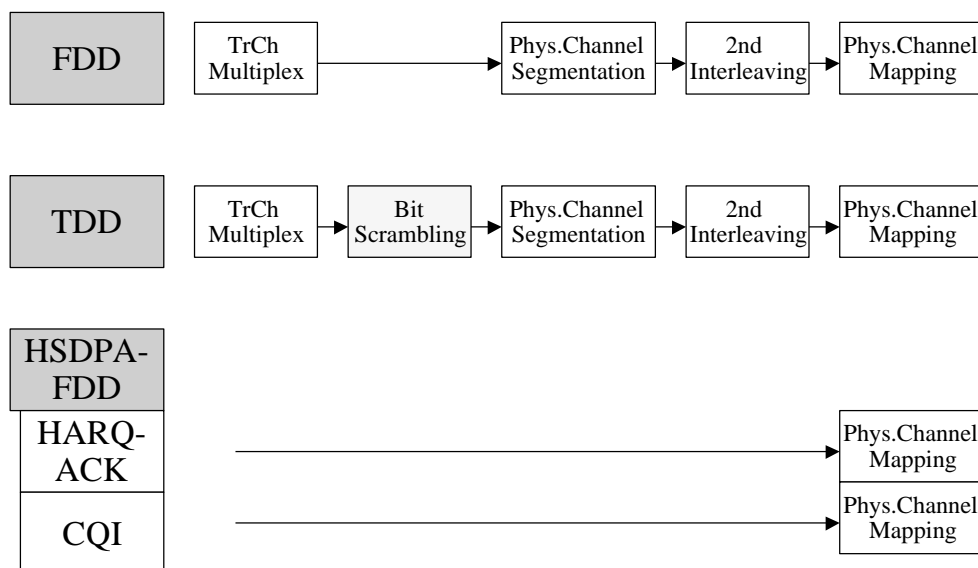 FDD
TrCh
Multiplex
Phys.Channel
Segmentation
2nd
Interleaving
Phys.Channel
Mapping
TDD
TrCh
Multiplex
Bit
Scrambling
Phys.Channel
Segmentation
2nd
Interleaving
Phys.Channel
Mapping
HSDPA-
FDD
HARQ-
ACK
Phys.Channel
Mapping
CQI
Phys.Channel
Mapping